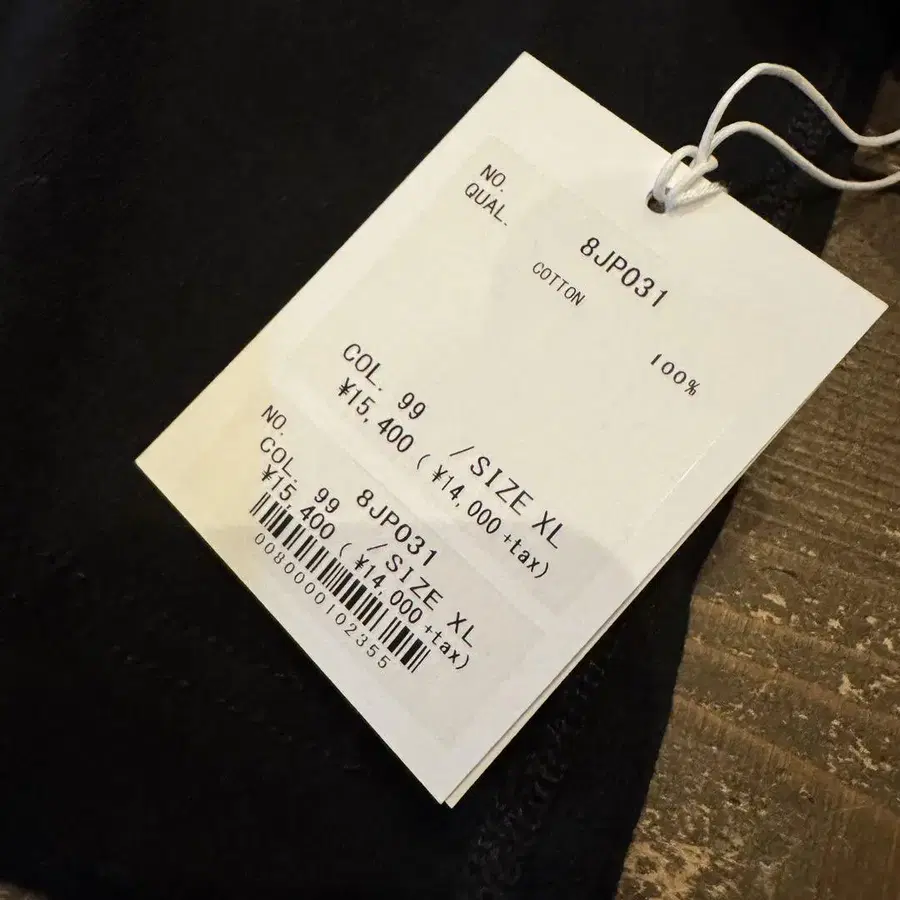 NO. 8JP031
QUAL. COTTON 100%
COL. 99 /SIZE XL
¥15,400 (¥14,000+tax)
NO. 8JP031
COL. 99 /SIZE XL
¥15,400 (¥14,000+tax)
0080000102355